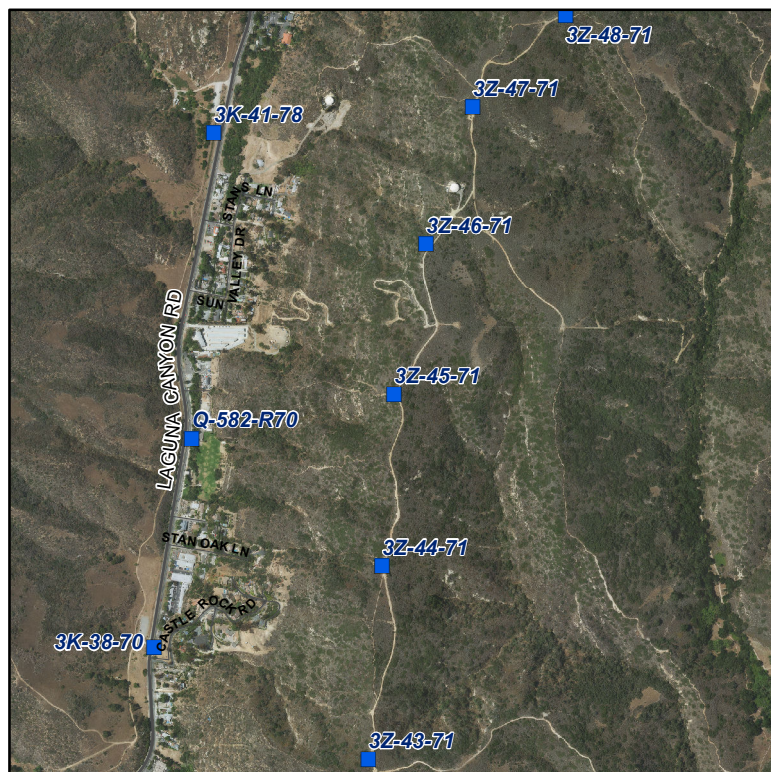 3Z-48-71
3Z-47-71
3K-41-78
STANS LN
3Z-46-71
SUN VALLEY DR
LAGUNA CANYON RD
3Z-45-71
Q-582-R70
STAN OAK LN
3Z-44-71
CASTLE ROCK RD
3K-38-70
3Z-43-71